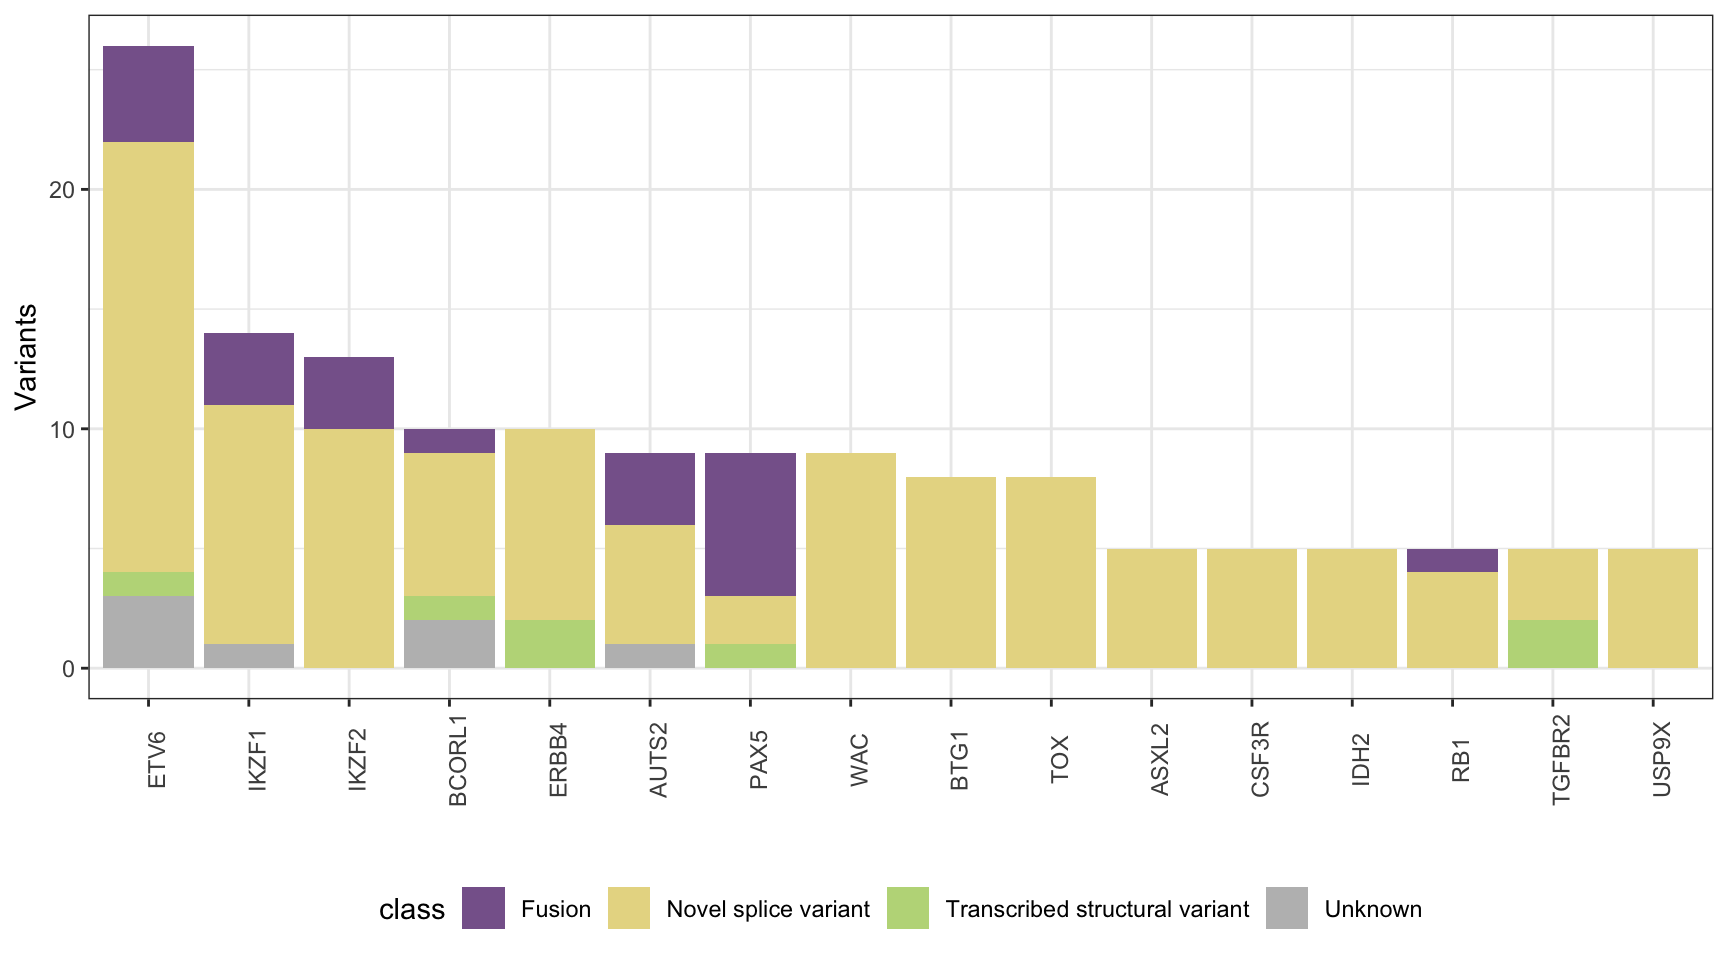 Variants
20
10
0
ETV6 IKZF1 IKZF2 BCORL1 ERBB4 AUTS2 PAX5 WAC BTG1 TOX ASXL2 CSF3R IDH2 RB1 TGFBR2 USP9X
class Fusion Novel splice variant Transcribed structural variant Unknown